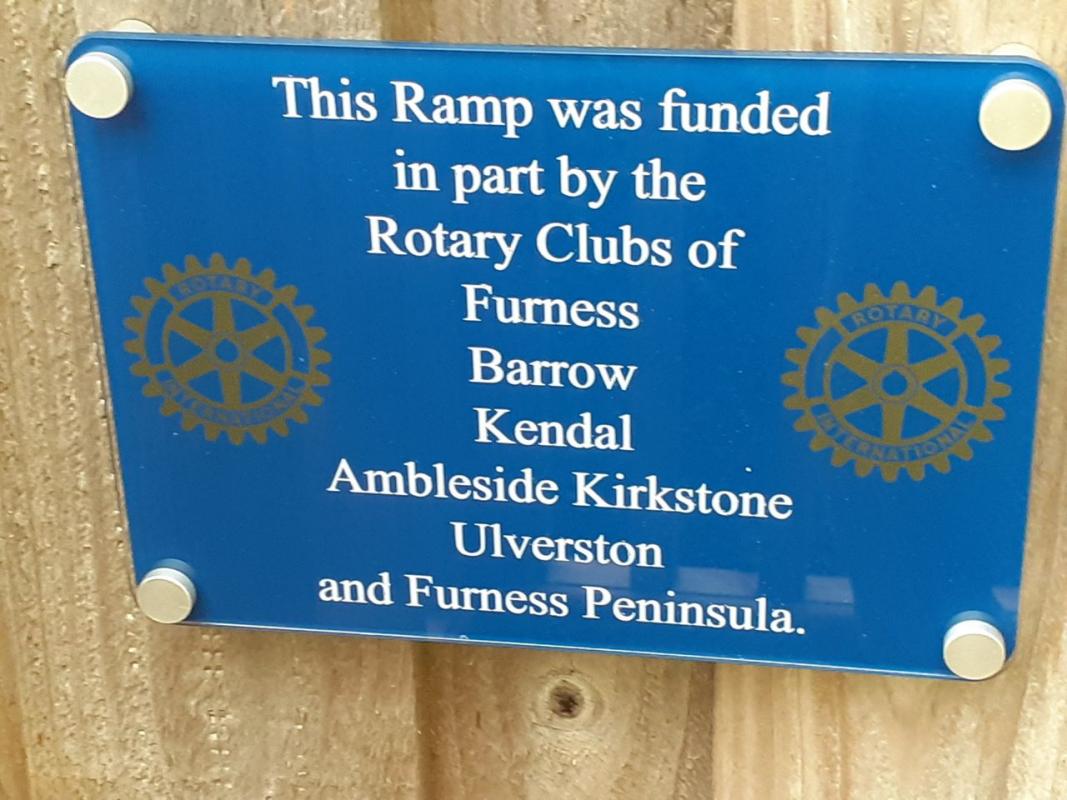 This Ramp was funded
in part by the
Rotary Clubs of
Furness
Barrow
Kendal
Ambleside Kirkstone
Ulverston
and Furness Peninsula.
ROTARY
INTERNATIONAL
ROTARY
INTERNATIONAL